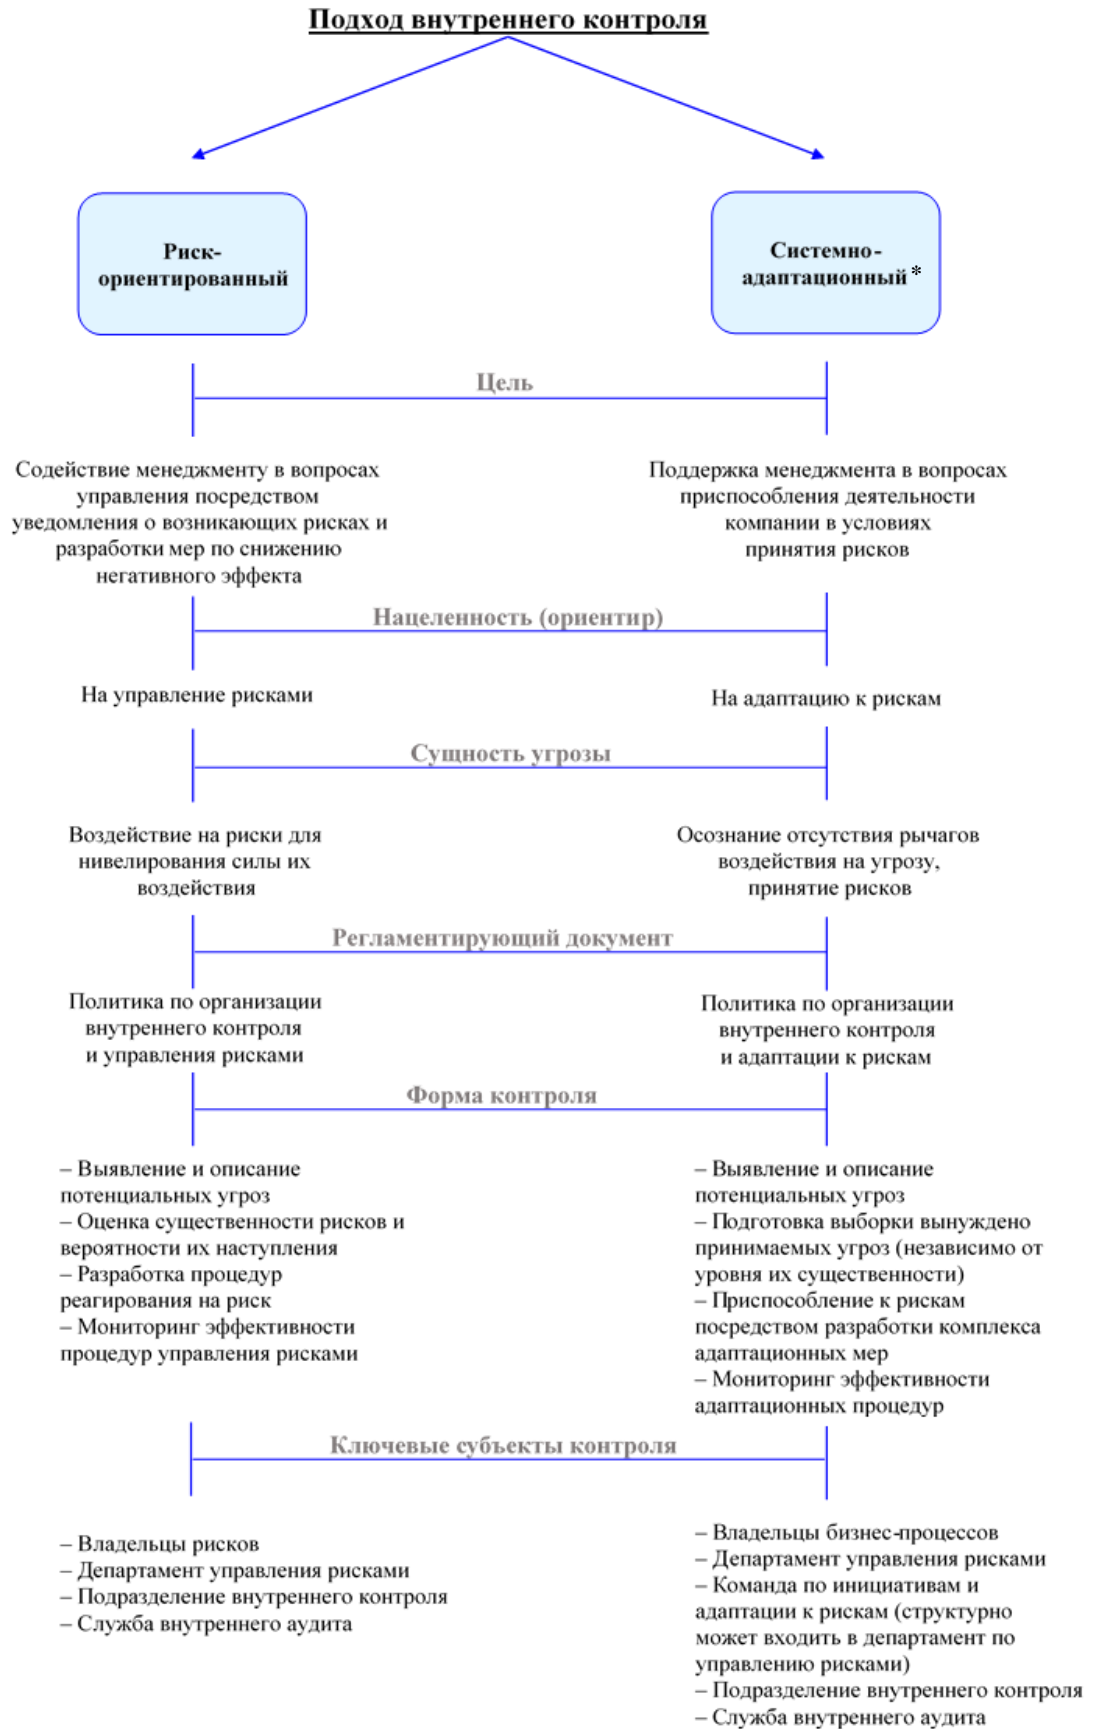 Подход внутреннего контроля
Риск-
ориентированный
Системно-
адаптационный*
Цель
Содействие менеджменту в вопросах
управления посредством
уведомления о возникающих рисках и
разработки мер по снижению
негативного эффекта
Поддержка менеджмента в вопросах
приспособления деятельности
компании в условиях
принятия рисков
Нацеленность (ориентир)
На управление рисками
На адаптацию к рискам
Сущность угрозы
Воздействие на риски для
нивелирования силы их
воздействия
Осознание отсутствия рычагов
воздействия на угрозу,
принятие рисков
Регламентирующий документ
Политика по организации
внутреннего контроля
и управления рисками
Политика по организации
внутреннего контроля
и адаптации к рискам
Форма контроля
– Выявление и описание
потенциальных угроз
– Оценка существенности рисков и
вероятности их наступления
– Разработка процедур
реагирования на риск
– Мониторинг эффективности
процедур управления рисками
– Выявление и описание
потенциальных угроз
– Подготовка выборки вынуждено
принимаемых угроз (независимо от
уровня их существенности)
– Приспособление к рискам
посредством разработки комплекса
адаптационных мер
– Мониторинг эффективности
адаптационных процедур
Ключевые субъекты контроля
– Владельцы рисков
– Департамент управления рисками
– Подразделение внутреннего контроля
– Служба внутреннего аудита
– Владельцы бизнес-процессов
– Департамент управления рисками
– Команда по инициативам и
адаптации к рискам (структурно
может входить в департамент по
управлению рисками)
– Подразделение внутреннего контроля
– Служба внутреннего аудита